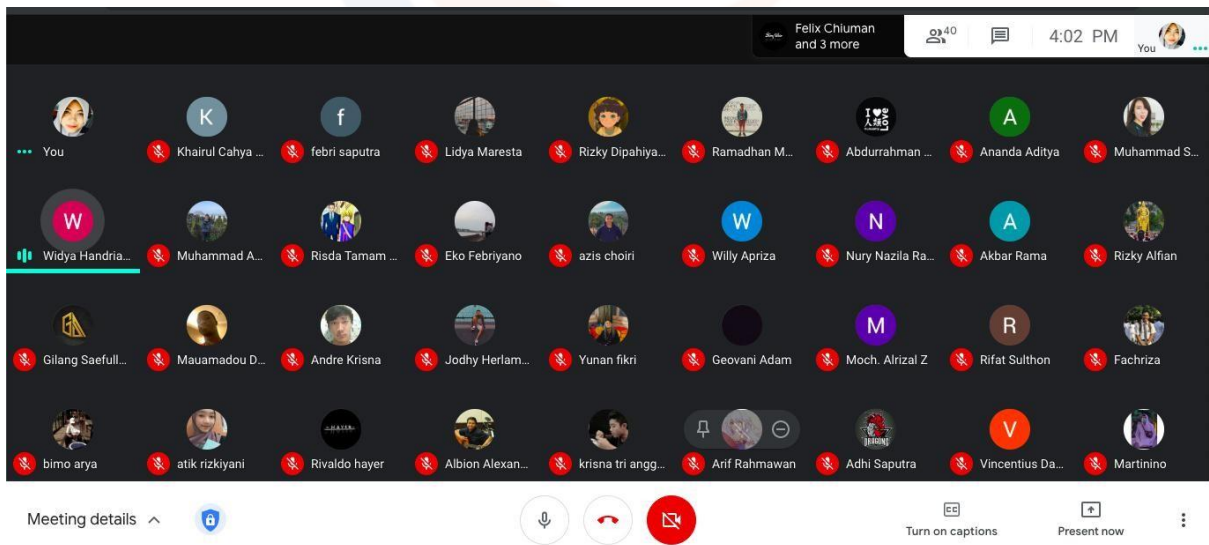 Felix Chiuman
and 3 more
40
4:02 PM
You
You
K
Khairul Cahya ...
f
febri saputra
Lidya Maresta
Rizky Dipahiya...
Ramadhan M...
I ♥
人類
Love
Abdurrahman ...
A
Ananda Aditya
Muhammad S...
W
Widya Handria...
Muhammad A...
Risda Tamam ...
Eko Febriyano
azis choiri
W
Willy Apriza
N
Nury Nazila Ra...
A
Akbar Rama
Rizky Alfian
Gilang Saefull...
Mauamadou D...
Andre Krisna
Jodhy Herlam...
Yunan fikri
Geovani Adam
M
Moch. Alrizal Z
R
Rifat Sulthon
Fachriza
bimo arya
atik rizkiyani
Rivaldo hayer
Albion Alexan...
krisna tri angg...
Arif Rahmawan
Adhi Saputra
V
Vincentius Da...
Martinino
Meeting details
Turn on captions
Present now